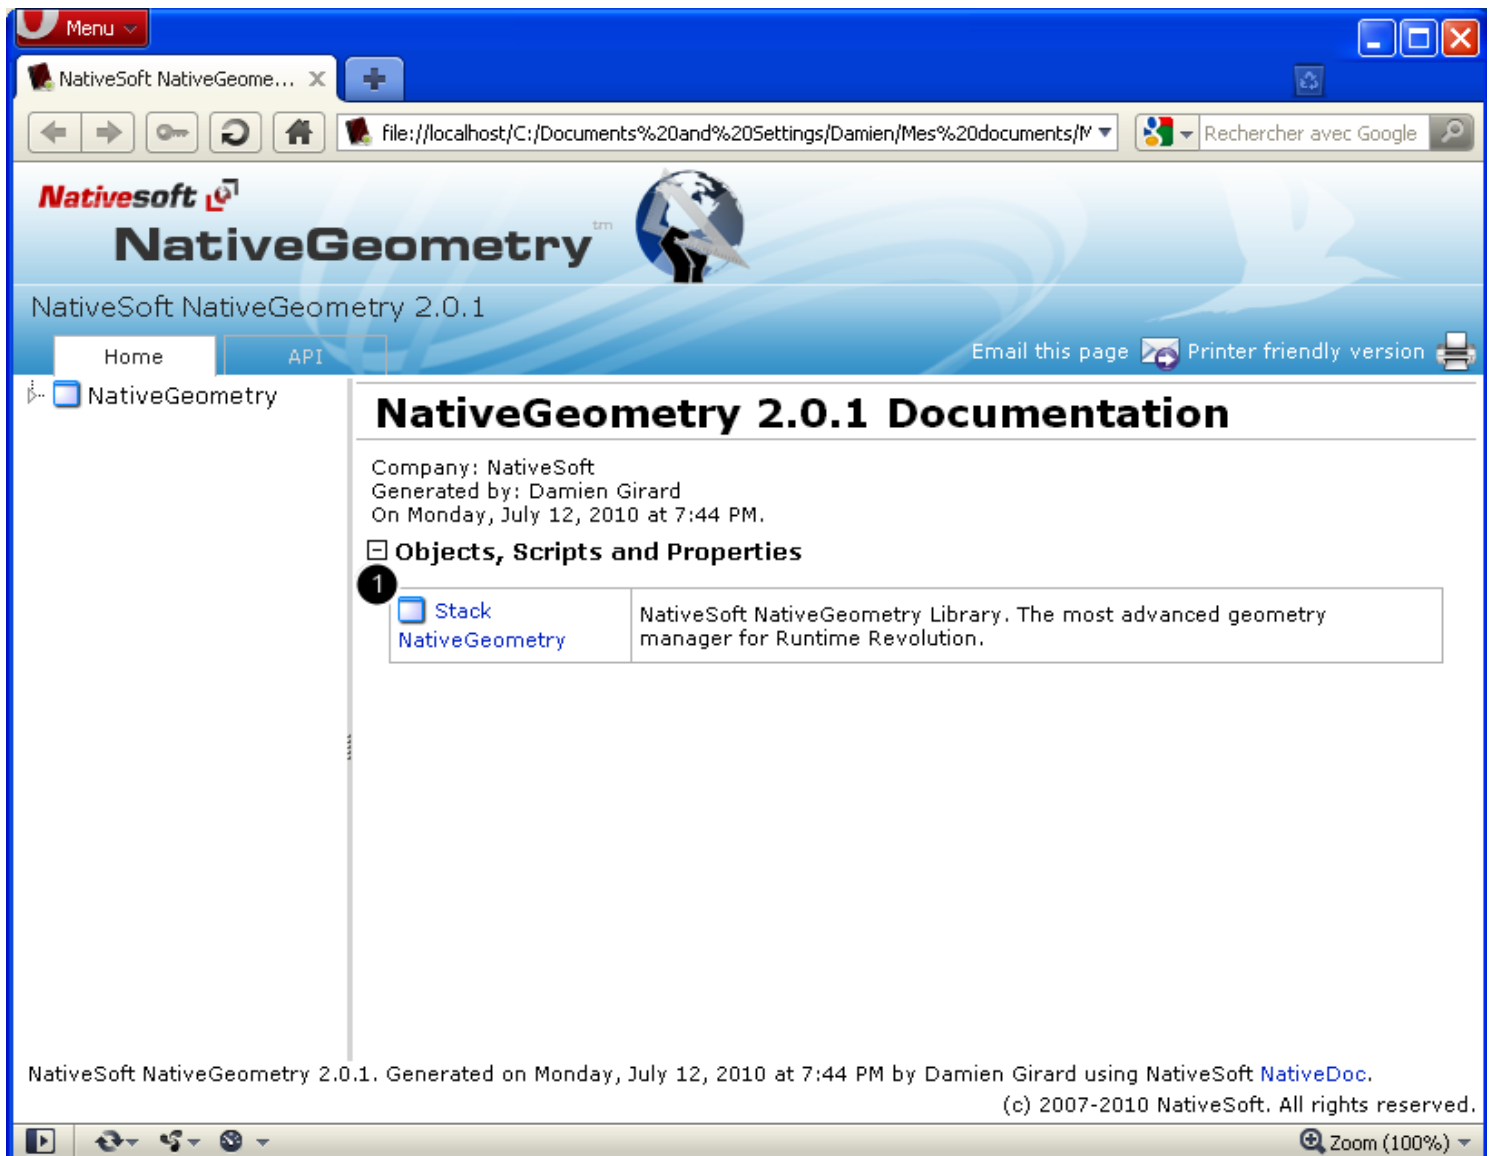 Menu
NativeSoft NativeGeome...
file://localhost/C:/Documents%20and%20Settings/Damien/Mes%20documents/M
Rechercher avec Google
Nativesoft
NativeGeometry tm
NativeSoft NativeGeometry 2.0.1
Home API Email this page Printer friendly version
NativeGeometry
NativeGeometry 2.0.1 Documentation
Company: NativeSoft
Generated by: Damien Girard
On Monday, July 12, 2010 at 7:44 PM.
Objects, Scripts and Properties
1
Stack
NativeGeometry
NativeSoft NativeGeometry Library. The most advanced geometry
manager for Runtime Revolution.
NativeSoft NativeGeometry 2.0.1. Generated on Monday, July 12, 2010 at 7:44 PM by Damien Girard using NativeSoft NativeDoc.
(c) 2007-2010 NativeSoft. All rights reserved.
Zoom (100%)